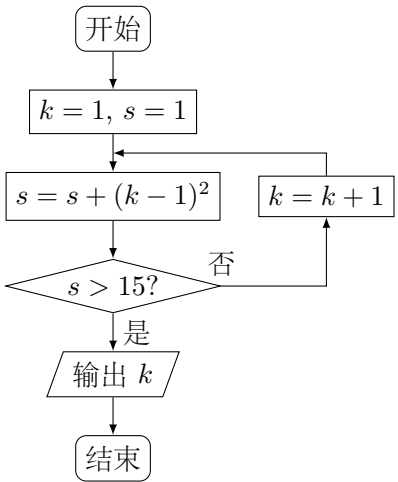 开始
k = 1, s = 1
s = s + (k − 1)²
k = k + 1
s > 15?
否
是
输出 k
结束